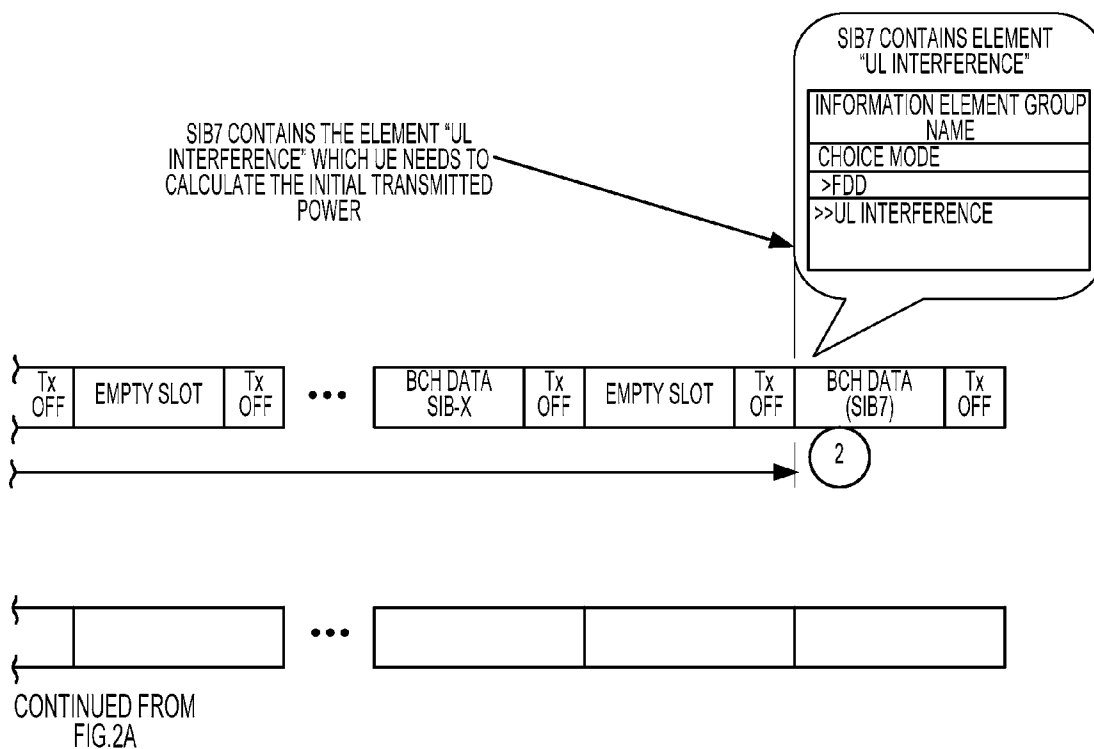 SIB7 CONTAINS ELEMENT
"UL INTERFERENCE"
INFORMATION ELEMENT GROUP
NAME
CHOICE MODE
>FDD
>>UL INTERFERENCE
SIB7 CONTAINS THE ELEMENT "UL
INTERFERENCE" WHICH UE NEEDS TO
CALCULATE THE INITIAL TRANSMITTED
POWER
Tx
OFF
EMPTY SLOT
Tx
OFF
•••
BCH DATA
SIB-X
Tx
OFF
EMPTY SLOT
Tx
OFF
BCH DATA
(SIB7)
Tx
OFF
2
•••
CONTINUED FROM
FIG.2A